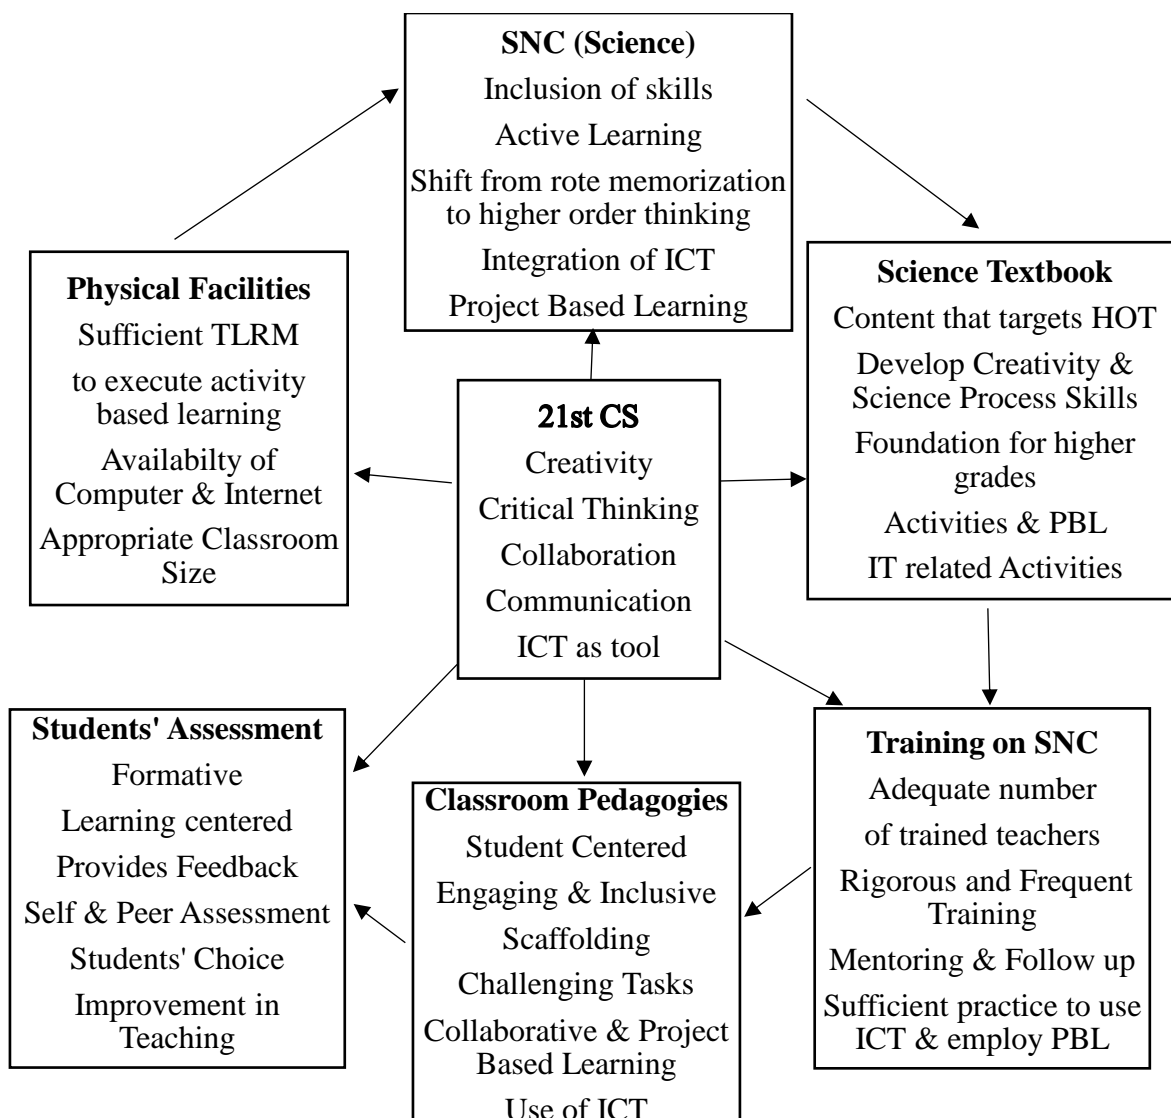 SNC (Science)
Inclusion of skills
Active Learning
Shift from rote memorization
to higher order thinking
Integration of ICT
Project Based Learning
Physical Facilities
Sufficient TLRM
to execute activity
based learning
Availabilty of
Computer & Internet
Appropriate Classroom
Size
21st CS
Creativity
Critical Thinking
Collaboration
Communication
ICT as tool
Science Textbook
Content that targets HOT
Develop Creativity &
Science Process Skills
Foundation for higher
grades
Activities & PBL
IT related Activities
Students' Assessment
Formative
Learning centered
Provides Feedback
Self & Peer Assessment
Students' Choice
Improvement in
Teaching
Classroom Pedagogies
Student Centered
Engaging & Inclusive
Scaffolding
Challenging Tasks
Collaborative & Project
Based Learning
Use of ICT
Training on SNC
Adequate number
of trained teachers
Rigorous and Frequent
Training
Mentoring & Follow up
Sufficient practice to use
ICT & employ PBL